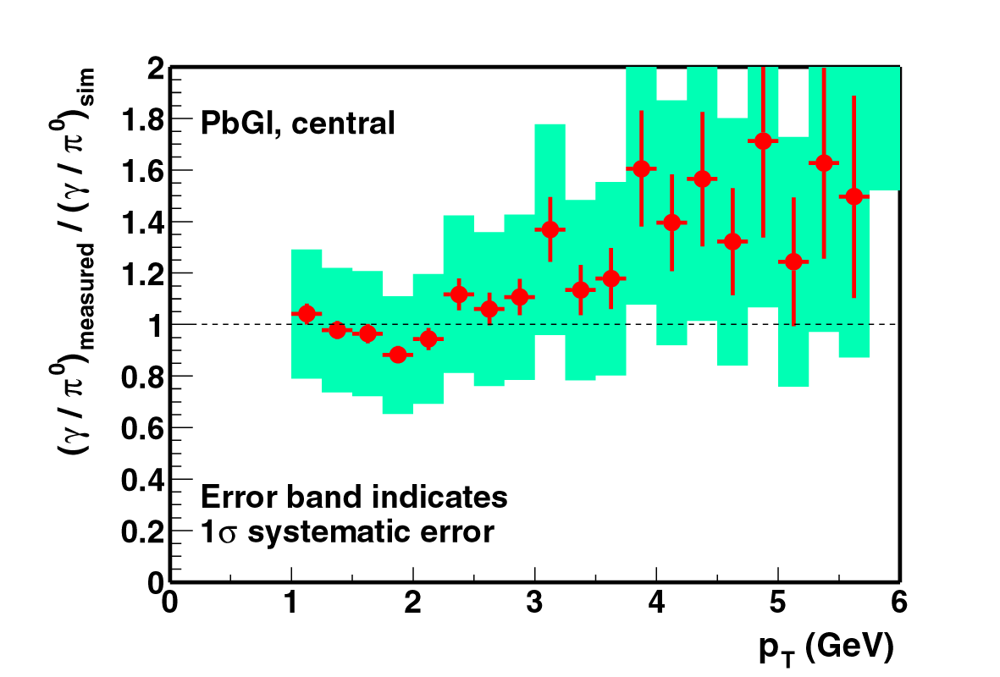 (γ / π⁰)measured / (γ / π⁰)sim
2
1.8
1.6
1.4
1.2
1
0.8
0.6
0.4
0.2
0
PbGl, central
Error band indicates
1σ systematic error
0 1 2 3 4 5 6
pT (GeV)